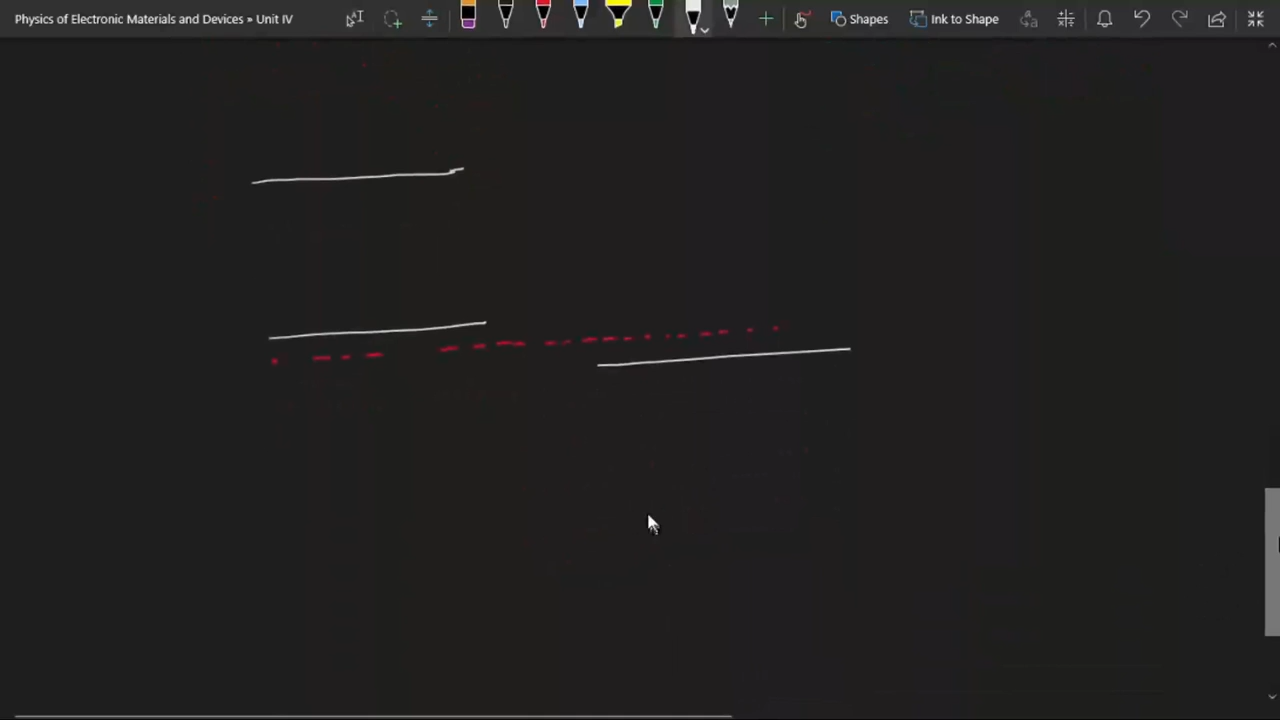 Physics of Electronic Materials and Devices » Unit IV
Shapes
Ink to Shape